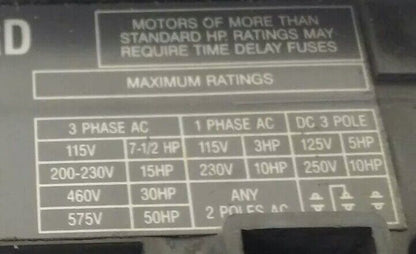 D
MOTORS OF MORE THAN
STANDARD HP RATINGS MAY
REQUIRE TIME DELAY FUSES
MAXIMUM RATINGS
3 PHASE AC 1 PHASE AC DC 3 POLE
115V 7-1/2 HP 115V 3HP 125V 5HP
200-230V 15HP 230V 10HP 250V 10HP
460V 30HP ANY
575V 50HP 2 POLES AC